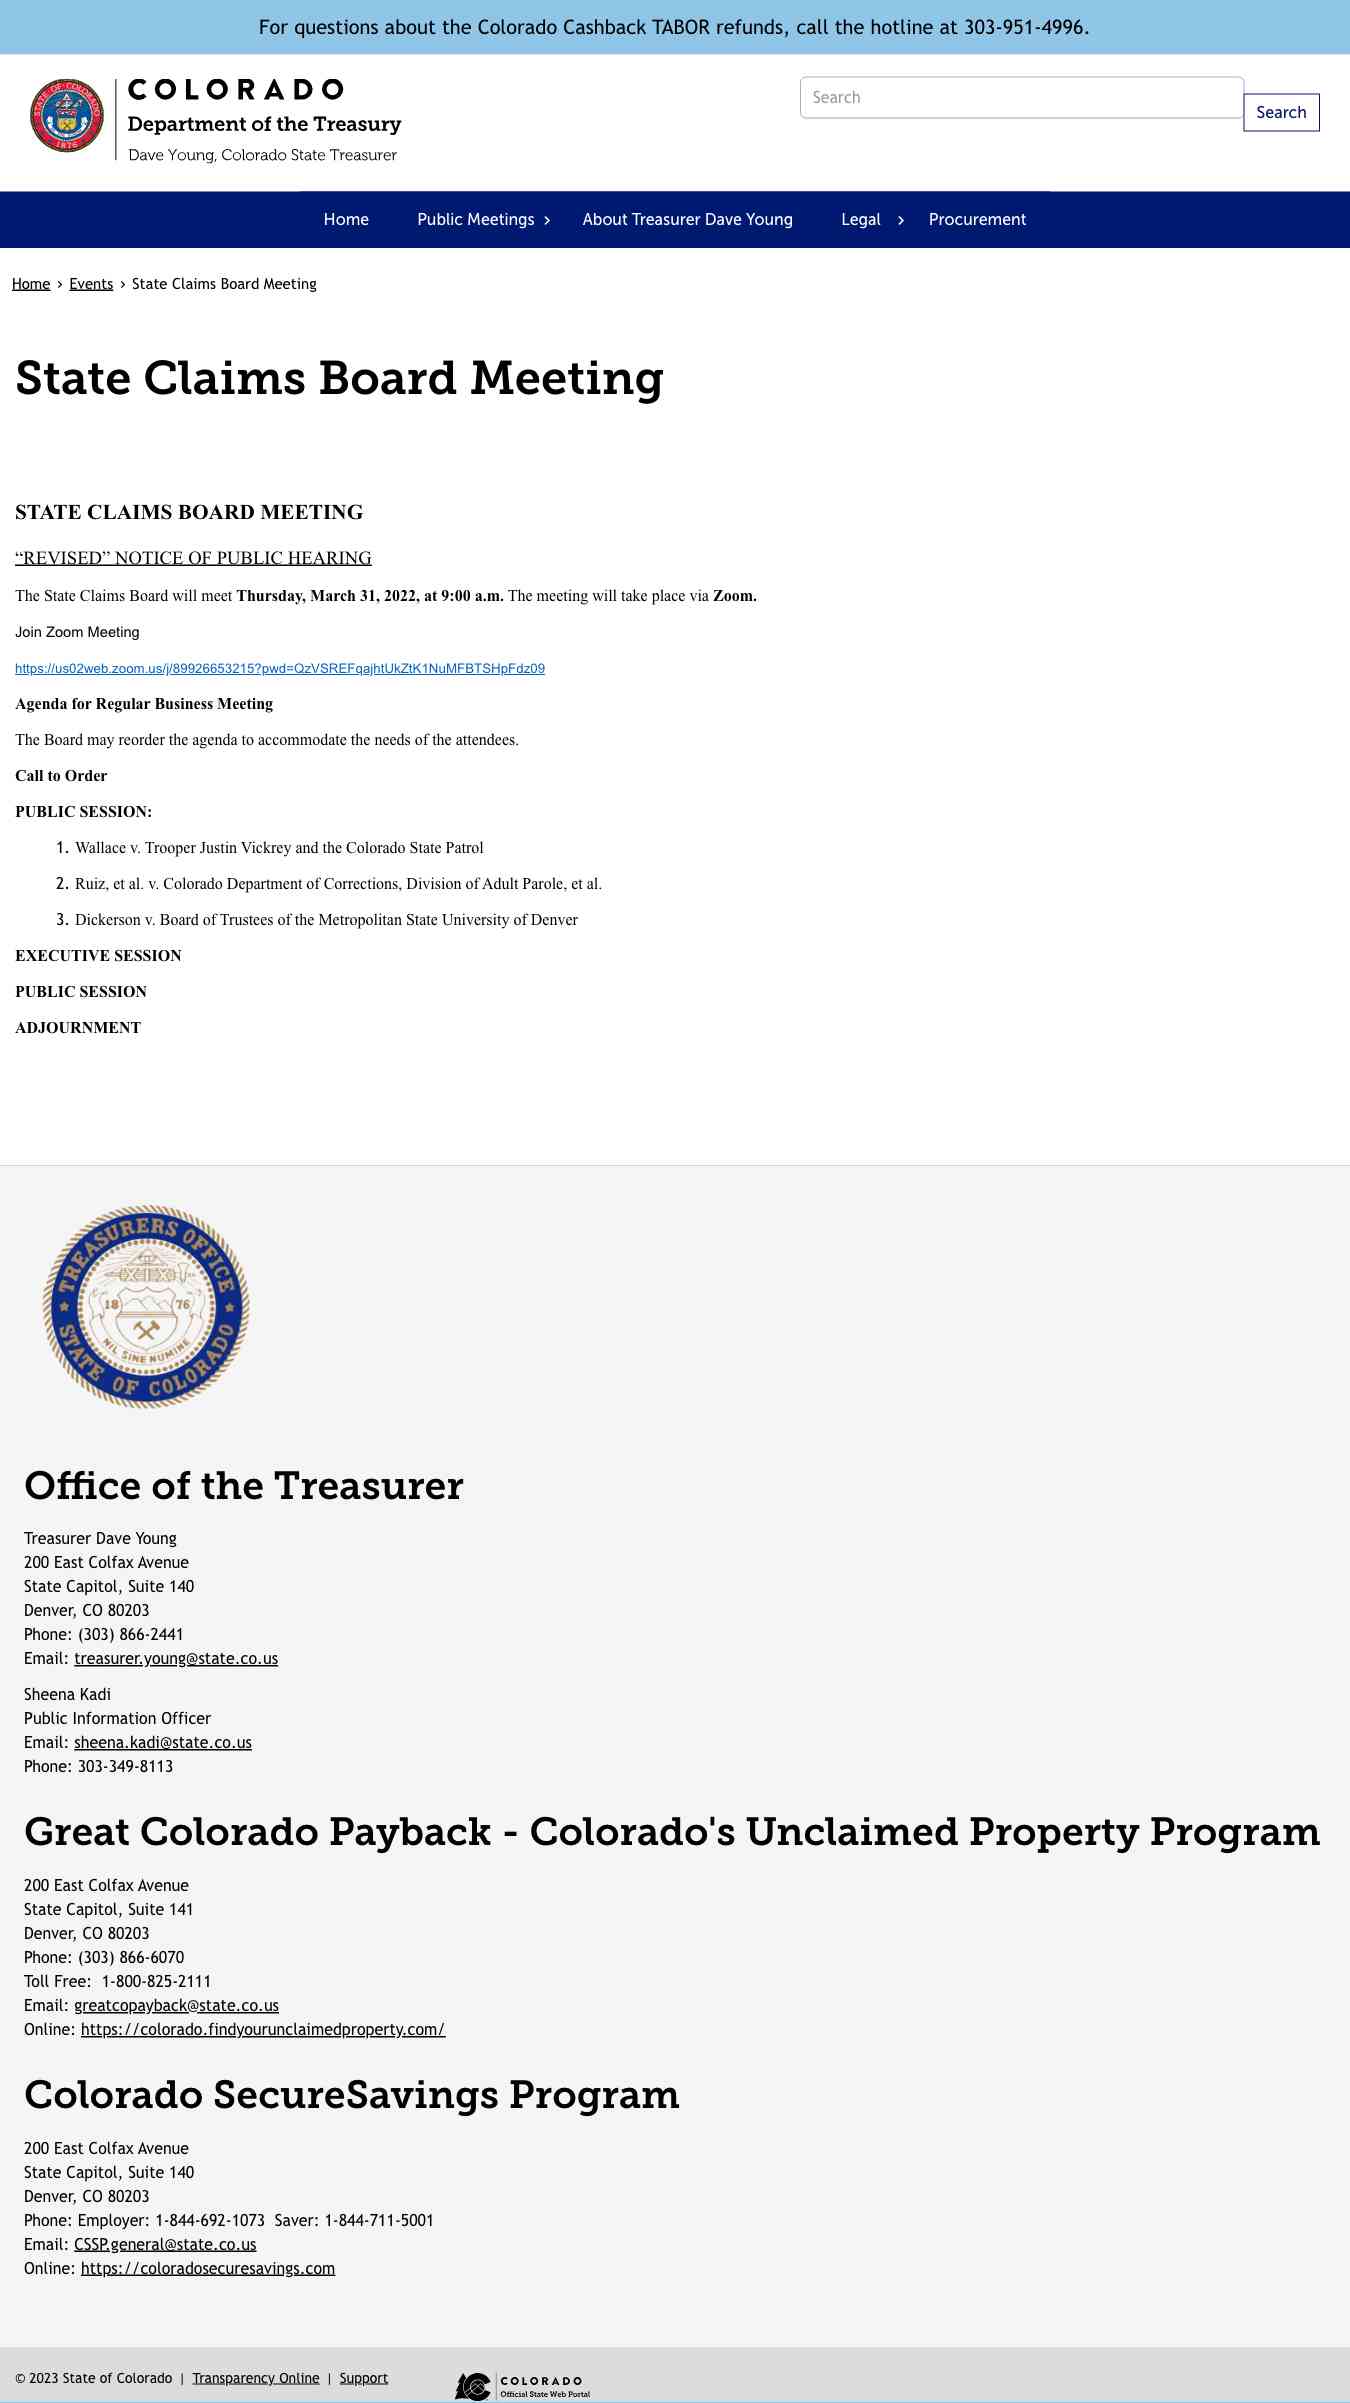 For questions about the Colorado Cashback TABOR refunds, call the hotline at 303-951-4996.
STATE OF COLORADO
1876
COLORADO
Department of the Treasury
Dave Young, Colorado State Treasurer
Search
Search
Home Public Meetings › About Treasurer Dave Young Legal › Procurement
Home › Events › State Claims Board Meeting
State Claims Board Meeting
STATE CLAIMS BOARD MEETING
“REVISED” NOTICE OF PUBLIC HEARING
The State Claims Board will meet Thursday, March 31, 2022, at 9:00 a.m. The meeting will take place via Zoom.
Join Zoom Meeting
https://us02web.zoom.us/j/89926653215?pwd=QzVSREFqajhtUkZtK1NuMFBTSHpFdz09
Agenda for Regular Business Meeting
The Board may reorder the agenda to accommodate the needs of the attendees.
Call to Order
PUBLIC SESSION:
1. Wallace v. Trooper Justin Vickrey and the Colorado State Patrol
2. Ruiz, et al. v. Colorado Department of Corrections, Division of Adult Parole, et al.
3. Dickerson v. Board of Trustees of the Metropolitan State University of Denver
EXECUTIVE SESSION
PUBLIC SESSION
ADJOURNMENT
TREASURERS OFFICE
18 76
NIL SINE NUMINE
STATE OF COLORADO
Office of the Treasurer
Treasurer Dave Young
200 East Colfax Avenue
State Capitol, Suite 140
Denver, CO 80203
Phone: (303) 866-2441
Email: treasurer.young@state.co.us
Sheena Kadi
Public Information Officer
Email: sheena.kadi@state.co.us
Phone: 303-349-8113
Great Colorado Payback - Colorado's Unclaimed Property Program
200 East Colfax Avenue
State Capitol, Suite 141
Denver, CO 80203
Phone: (303) 866-6070
Toll Free:  1-800-825-2111
Email: greatcopayback@state.co.us
Online: https://colorado.findyourunclaimedproperty.com/
Colorado SecureSavings Program
200 East Colfax Avenue
State Capitol, Suite 140
Denver, CO 80203
Phone: Employer: 1-844-692-1073  Saver: 1-844-711-5001
Email: CSSP.general@state.co.us
Online: https://coloradosecuresavings.com
© 2023 State of Colorado | Transparency Online | Support
COLORADO
Official State Web Portal